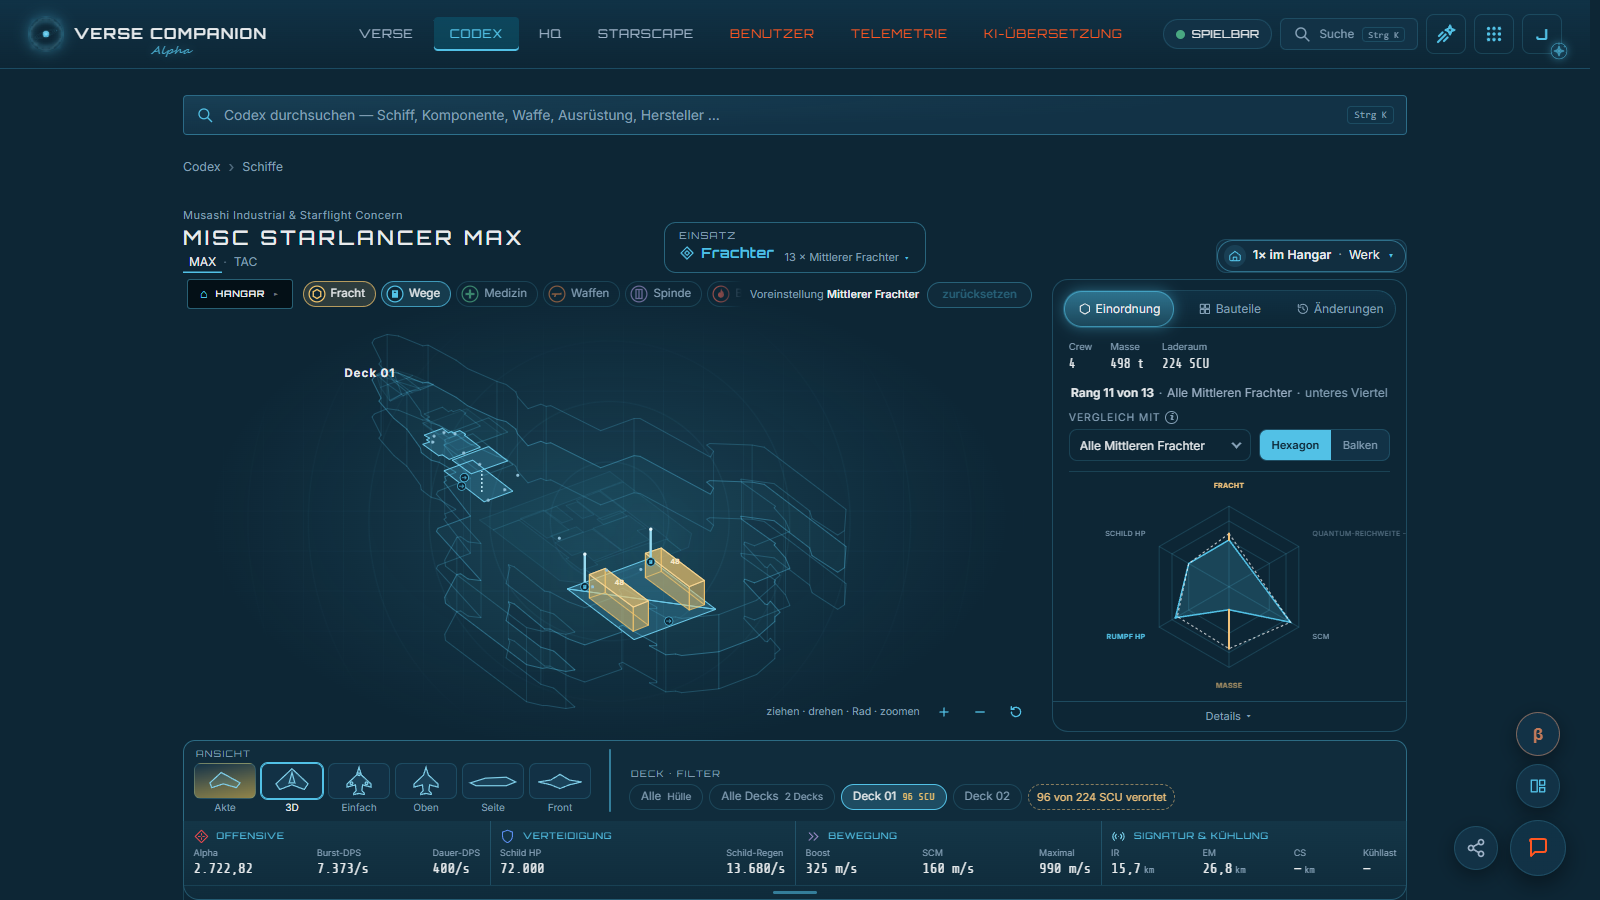 VERSE COMPANION
Alpha
VERSE
CODEX
HQ
STARSCAPE
BENUTZER
TELEMETRIE
KI-ÜBERSETZUNG
SPIELBAR
Suche Strg K
Codex durchsuchen — Schiff, Komponente, Waffe, Ausrüstung, Hersteller ...
Strg K
Codex › Schiffe
Musashi Industrial & Starflight Concern
MISC STARLANCER MAX
MAX · TAC
EINSATZ
Frachter 13 × Mittlerer Frachter
1× im Hangar · Werk
HANGAR
Fracht
Wege
Medizin
Waffen
Spinde
Voreinstellung Mittlerer Frachter
zurücksetzen
Deck 01
48
48
ziehen · drehen · Rad · zoomen
Einordnung
Bauteile
Änderungen
Crew
4
Masse
498 t
Laderaum
224 SCU
Rang 11 von 13 · Alle Mittleren Frachter · unteres Viertel
VERGLEICH MIT
Alle Mittleren Frachter
Hexagon
Balken
FRACHT
SCHILD HP
QUANTUM-REICHWEITE -
RUMPF HP
SCM
MASSE
Details
β
ANSICHT
Akte
3D
Einfach
Oben
Seite
Front
DECK · FILTER
Alle Hülle
Alle Decks 2 Decks
Deck 01 96 SCU
Deck 02
96 von 224 SCU verortet
OFFENSIVE
Alpha
2.722,82
Burst-DPS
7.373/s
Dauer-DPS
400/s
VERTEIDIGUNG
Schild HP
72.000
Schild-Regen
13.680/s
BEWEGUNG
Boost
325 m/s
SCM
160 m/s
Maximal
990 m/s
SIGNATUR & KÜHLUNG
IR
15,7 km
EM
26,8 km
CS
— km
Kühllast
—